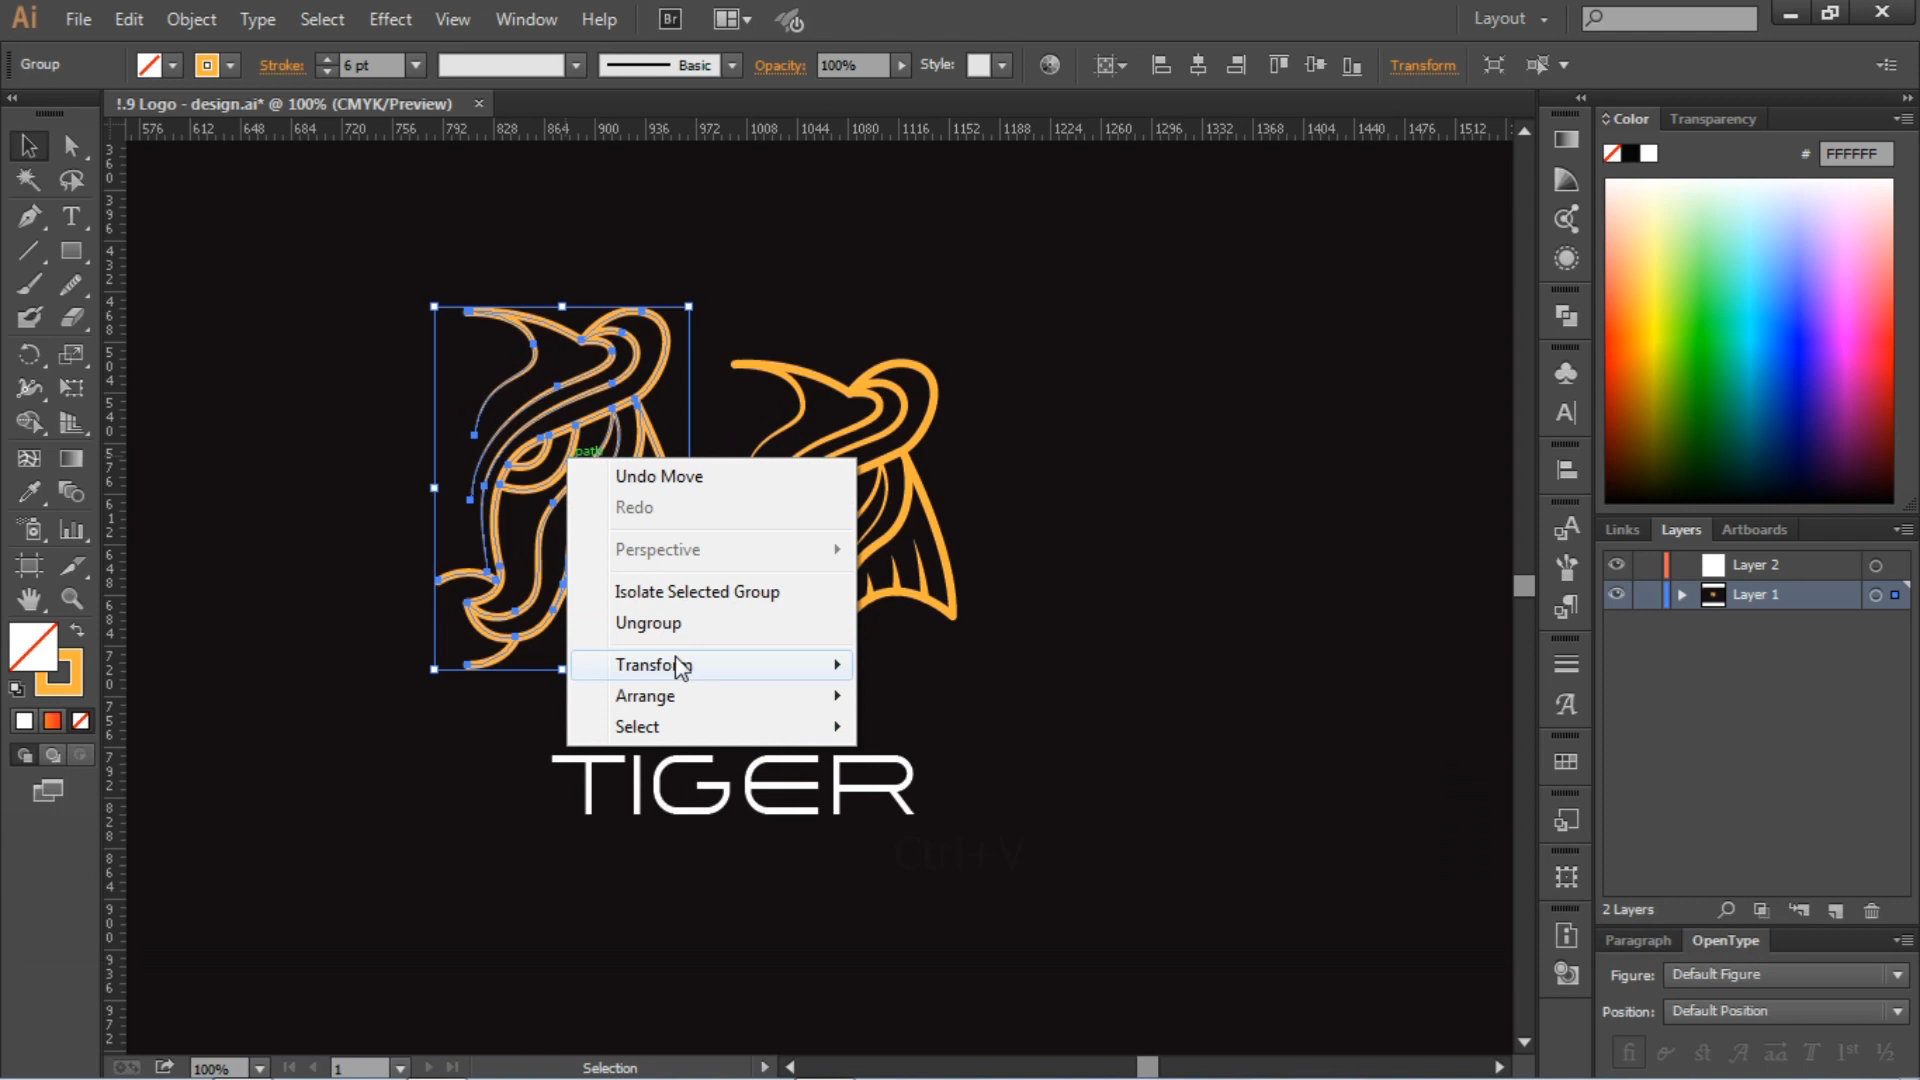 Ai File Edit Object Type Select Effect View Window Help Br Layout
Group Stroke: 6 pt Basic Opacity: 100% Style: Transform
!.9 Logo - design.ai* @ 100% (CMYK/Preview) ×
576 612 648 684 720 756 792 828 864 900 936 972 1008 1044 1080 1116 1152 1188 1224 1260 1296 1332 1368 1404 1440 1476 1512
Color Transparency
# FFFFFF
path
Undo Move
Redo
Perspective
Isolate Selected Group
Ungroup
Transform
Arrange
Select
TIGER
Ctrl+V
Links Layers Artboards
Layer 2
Layer 1
2 Layers
Paragraph OpenType
Figure: Default Figure
Position: Default Position
100% 1 Selection